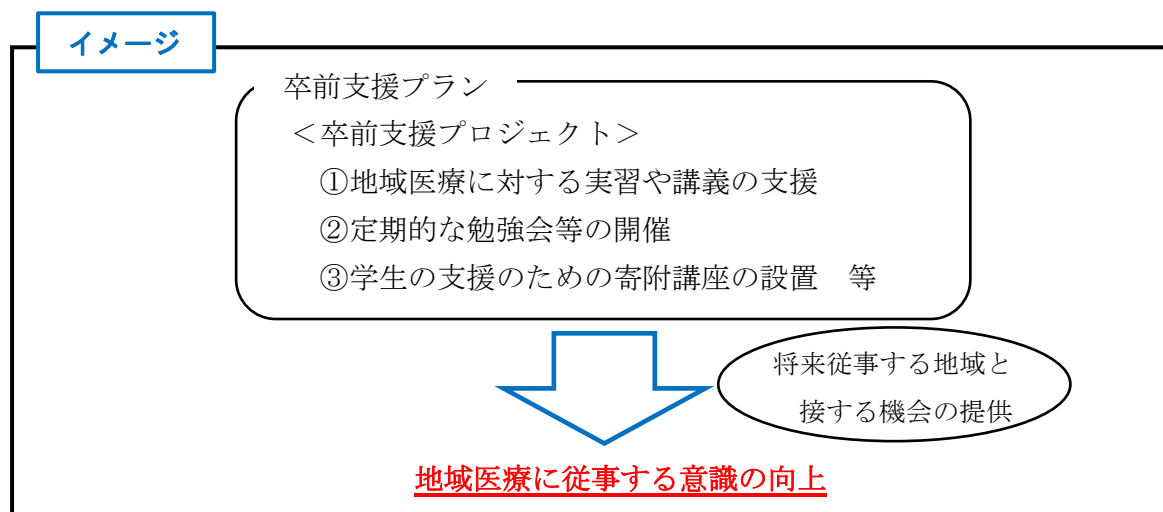 イメージ
卒前支援プラン
＜卒前支援プロジェクト＞
①地域医療に対する実習や講義の支援
②定期的な勉強会等の開催
③学生の支援のための寄附講座の設置　等
将来従事する地域と
接する機会の提供
地域医療に従事する意識の向上